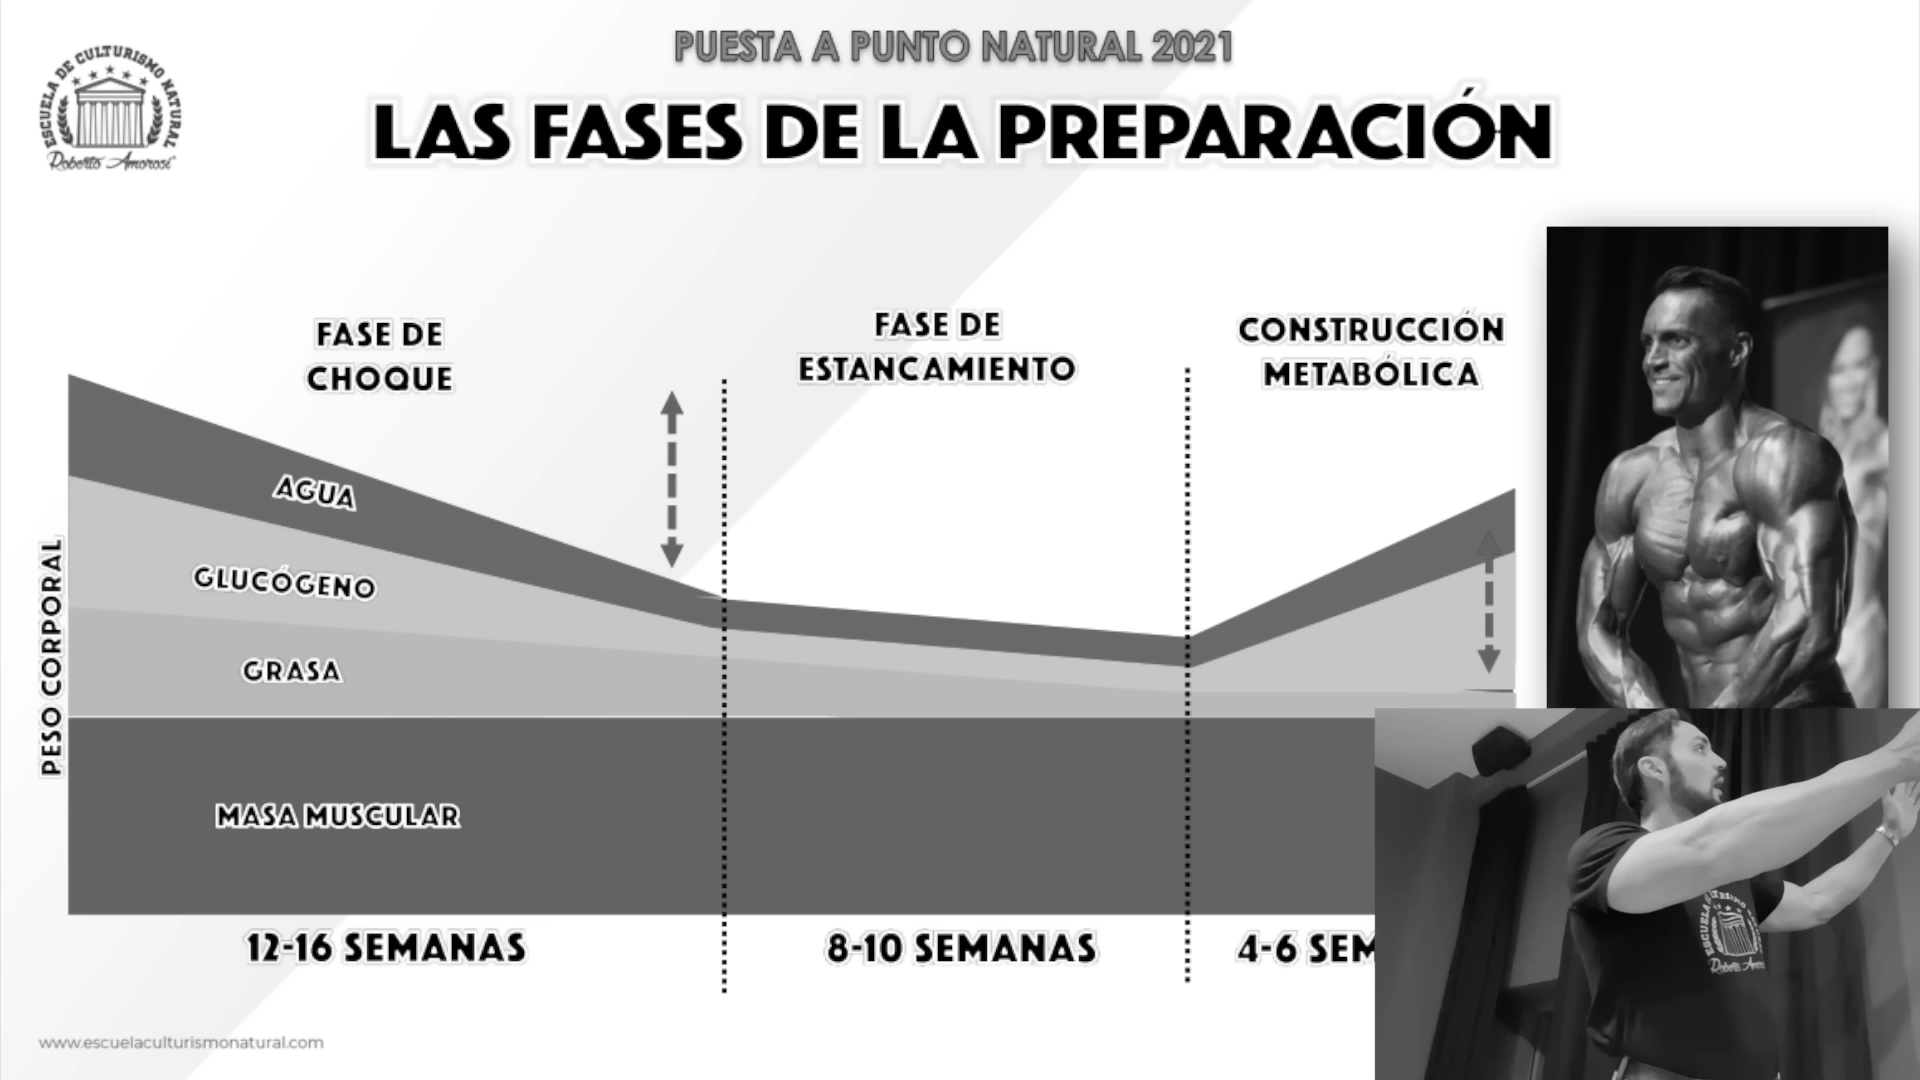 PUESTA A PUNTO NATURAL 2021
LAS FASES DE LA PREPARACIÓN
ESCUELA DE CULTURISMO NATURAL
Roberto Amorosi
FASE DE
CHOQUE
FASE DE
ESTANCAMIENTO
CONSTRUCCIÓN
METABÓLICA
AGUA
GLUCÓGENO
GRASA
MASA MUSCULAR
PESO CORPORAL
12-16 SEMANAS
8-10 SEMANAS
4-6 SEM
www.escuelaculturismonatural.com